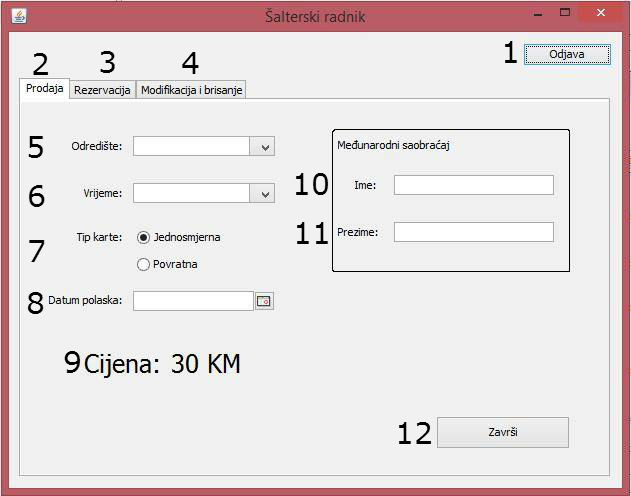 Šalterski radnik
1 Odjava
2 3 4
Prodaja Rezervacija Modifikacija i brisanje
5 Odredište:
Međunarodni saobraćaj
6 Vrijeme:
10 Ime:
7 Tip karte: Jednosmjerna
Povratna
11 Prezime:
8 Datum polaska:
9 Cijena: 30 KM
12 Završi